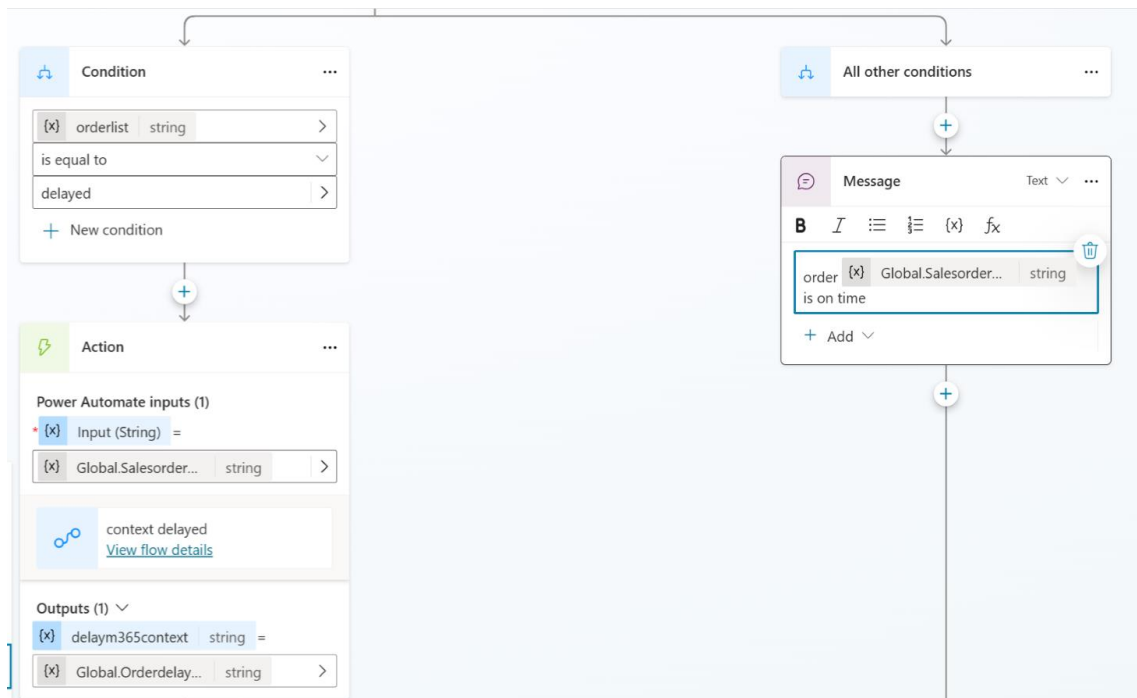 Condition
...
{x} orderlist string
is equal to
delayed
+ New condition
Action
...
Power Automate inputs (1)
* {x} Input (String) =
{x} Global.Salesorder... string
context delayed
View flow details
Outputs (1)
{x} delaym365context string =
{x} Global.Orderdelay... string
All other conditions
...
Message Text ...
B I {x} fx
order {x} Global.Salesorder... string
is on time
+ Add